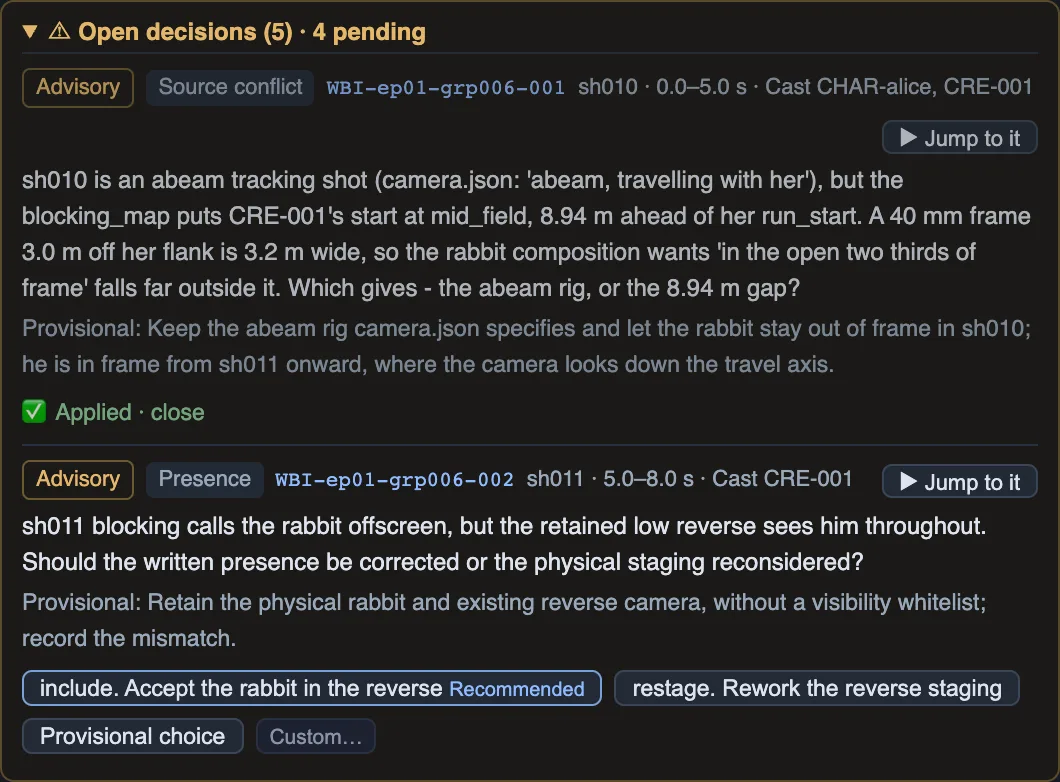 ▼ ⚠ Open decisions (5) · 4 pending
Advisory Source conflict WBI-ep01-grp006-001 sh010 · 0.0–5.0 s · Cast CHAR-alice, CRE-001
▶ Jump to it
sh010 is an abeam tracking shot (camera.json: 'abeam, travelling with her'), but the
blocking_map puts CRE-001's start at mid_field, 8.94 m ahead of her run_start. A 40 mm frame
3.0 m off her flank is 3.2 m wide, so the rabbit composition wants 'in the open two thirds of
frame' falls far outside it. Which gives - the abeam rig, or the 8.94 m gap?
Provisional: Keep the abeam rig camera.json specifies and let the rabbit stay out of frame in sh010;
he is in frame from sh011 onward, where the camera looks down the travel axis.
✅ Applied · close
Advisory Presence WBI-ep01-grp006-002 sh011 · 5.0–8.0 s · Cast CRE-001 ▶ Jump to it
sh011 blocking calls the rabbit offscreen, but the retained low reverse sees him throughout.
Should the written presence be corrected or the physical staging reconsidered?
Provisional: Retain the physical rabbit and existing reverse camera, without a visibility whitelist;
record the mismatch.
include. Accept the rabbit in the reverse Recommended restage. Rework the reverse staging
Provisional choice Custom…